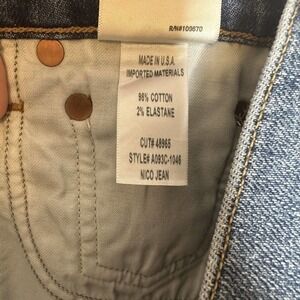 RN#109670
MADE IN U.S.A
IMPORTED MATERIALS
98% COTTON
2% ELASTANE
CUT# 48965
STYLE# A093C-1046
NICO JEAN